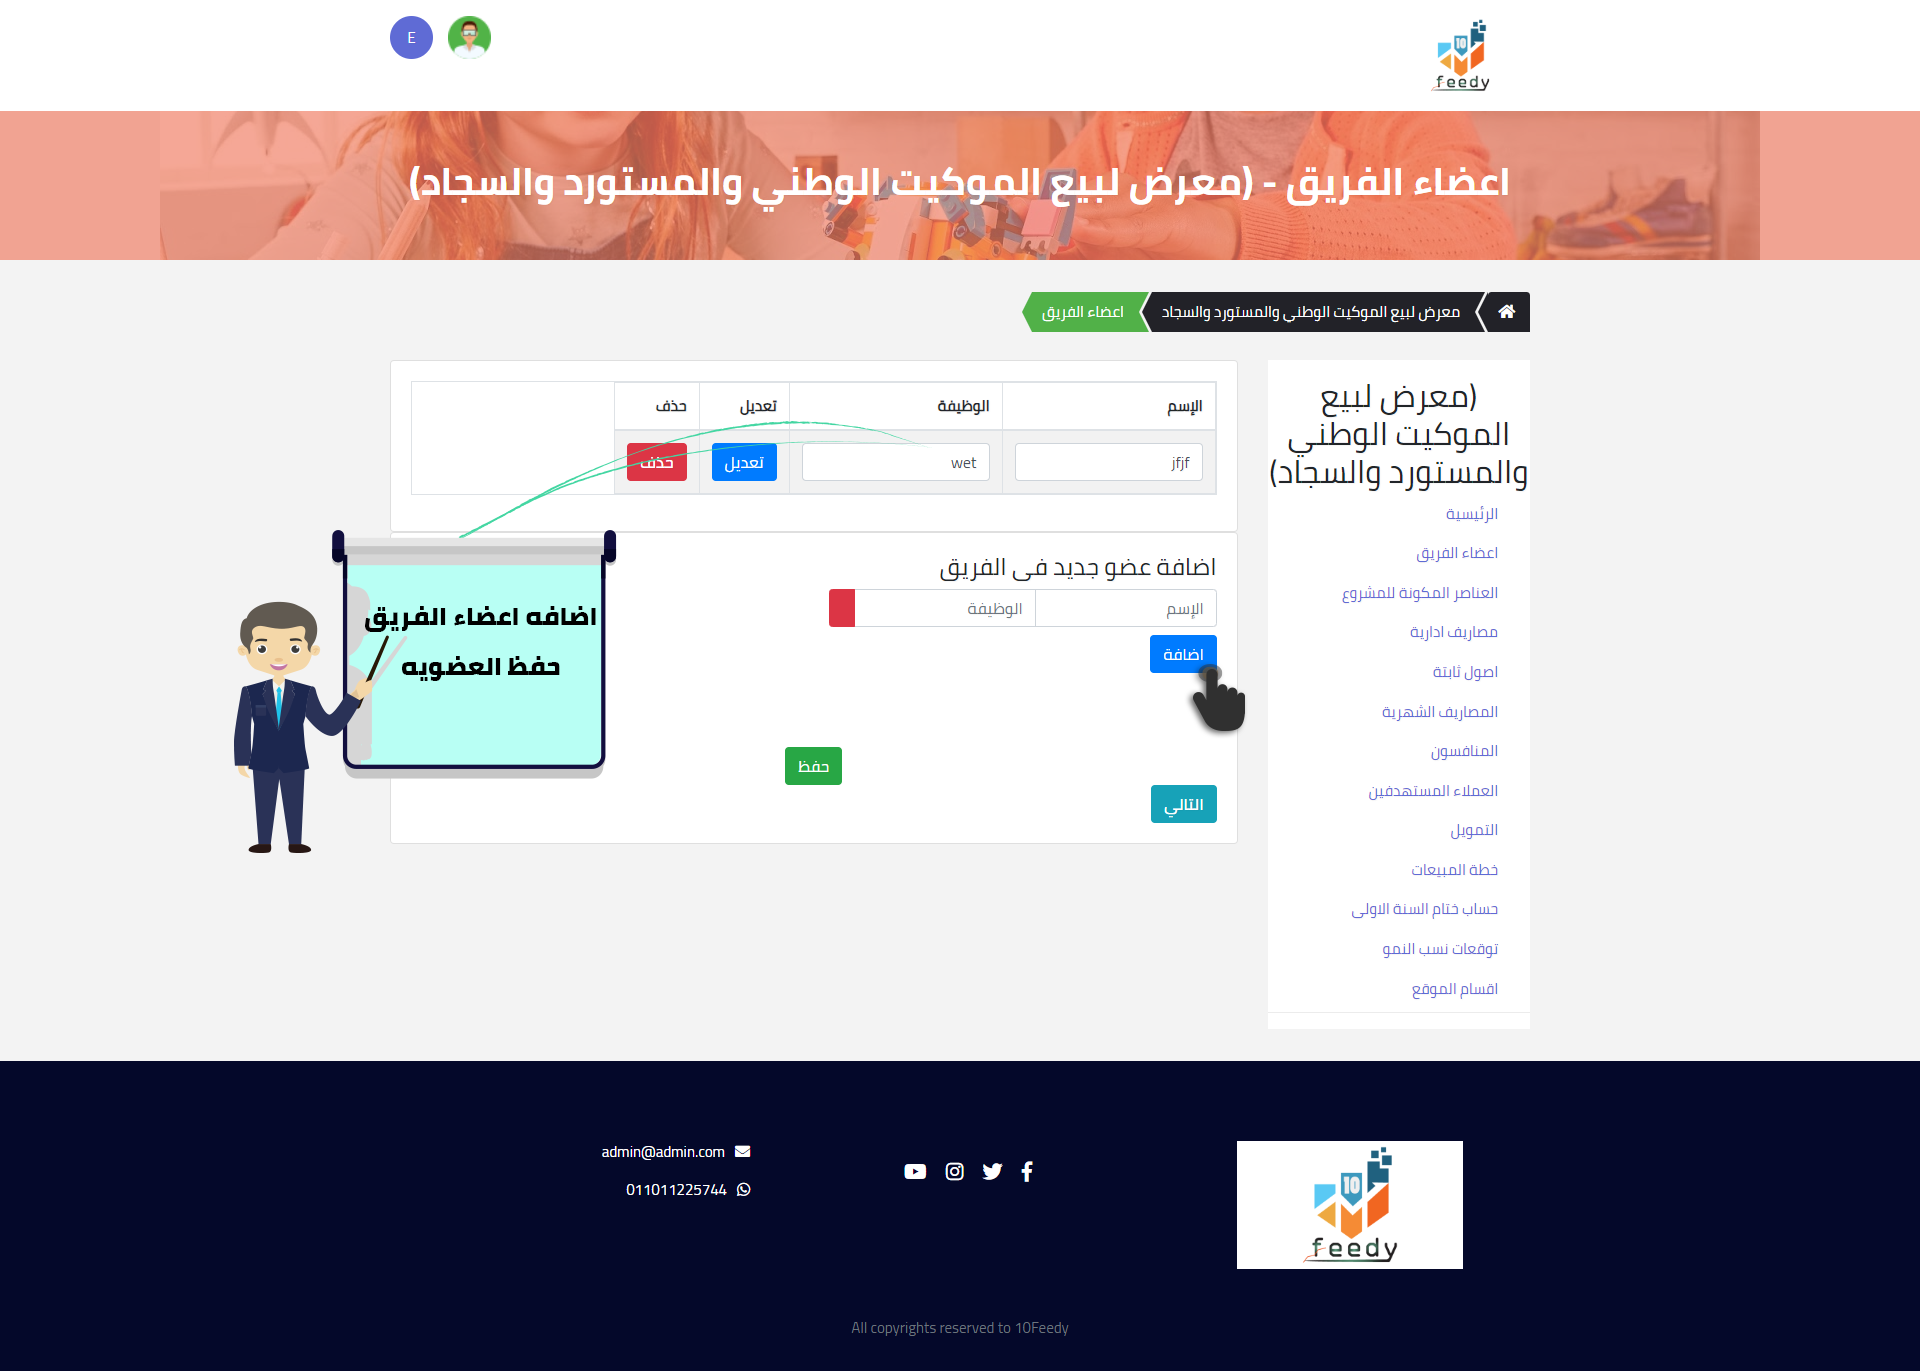 E
10
feedy
اعضاء الفريق - (معرض لبيع الموكيت الوطني والمستورد والسجاد)
معرض لبيع الموكيت الوطني والمستورد والسجاد
اعضاء الفريق
(معرض لبيع
الموكيت الوطني
والمستورد والسجاد)
الرئيسية
اعضاء الفريق
العناصر المكونة للمشروع
مصاريف ادارية
اصول ثابتة
المصاريف الشهرية
المنافسون
العملاء المستهدفين
التمويل
خطة المبيعات
حساب ختام السنة الاولى
توقعات نسب النمو
اقسام الموقع
الإسم الوظيفة تعديل حذف
jfjf wet تعديل حذف
اضافة عضو جديد فى الفريق
الإسم الوظيفة
اضافة
حفظ
التالي
اضافه اعضاء الفريق
حفظ العضويه
10
feedy
admin@admin.com
011011225744
All copyrights reserved to 10Feedy